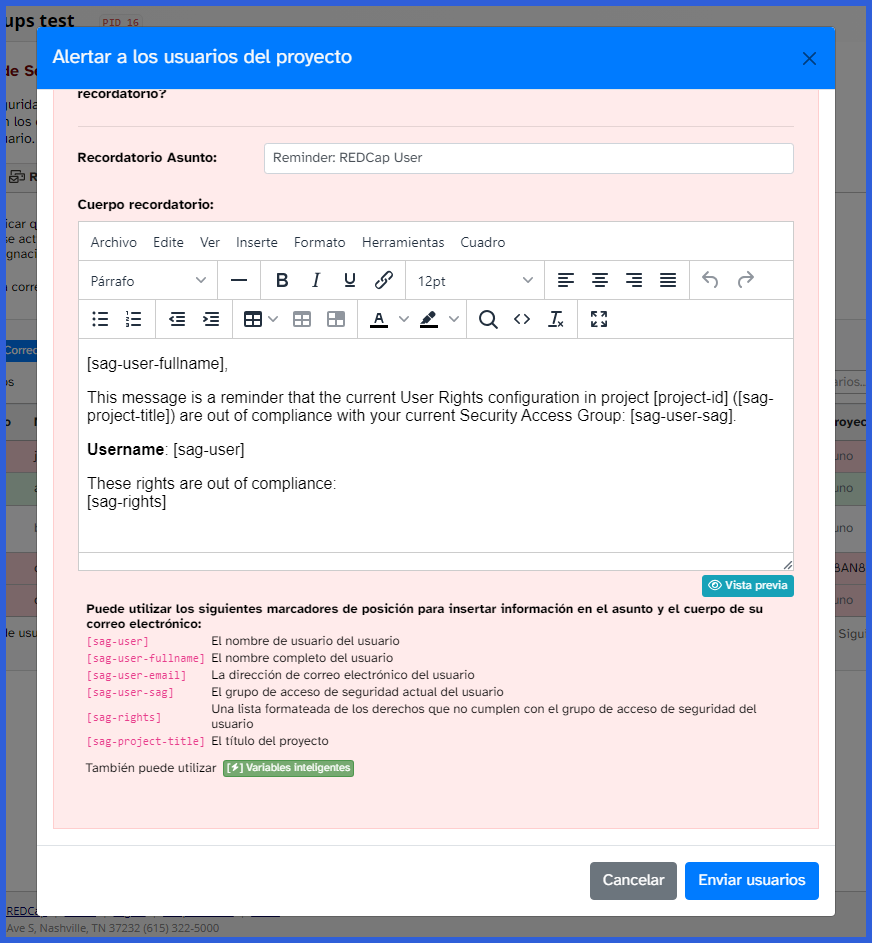 ups test PID 16
Alertar a los usuarios del proyecto
recordatorio?
Recordatorio Asunto: Reminder: REDCap User
Cuerpo recordatorio:
Archivo Edite Ver Inserte Formato Herramientas Cuadro
Párrafo B I U 12pt
A
[sag-user-fullname],
This message is a reminder that the current User Rights configuration in project [project-id] ([sag-
project-title]) are out of compliance with your current Security Access Group: [sag-user-sag].
Username: [sag-user]
These rights are out of compliance:
[sag-rights]
Vista previa
Puede utilizar los siguientes marcadores de posición para insertar información en el asunto y el cuerpo de su
correo electrónico:
[sag-user] El nombre de usuario del usuario
[sag-user-fullname] El nombre completo del usuario
[sag-user-email] La dirección de correo electrónico del usuario
[sag-user-sag] El grupo de acceso de seguridad actual del usuario
[sag-rights] Una lista formateada de los derechos que no cumplen con el grupo de acceso de seguridad del
usuario
[sag-project-title] El título del proyecto
También puede utilizar [⚡] Variables inteligentes
Cancelar Enviar usuarios
Ave S, Nashville, TN 37232 (615) 322-5000